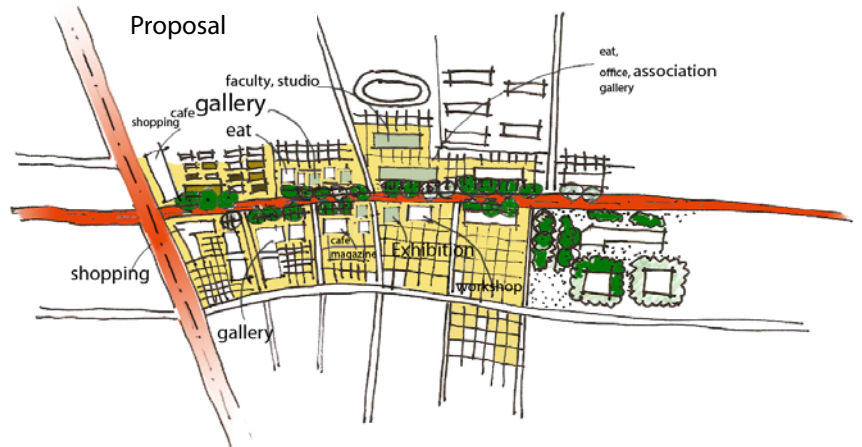 Proposal
eat,
office, association
gallery
faculty, studio
shopping
cafe
gallery
eat
cafe
magazine
Exhibition
shopping
workshop
gallery